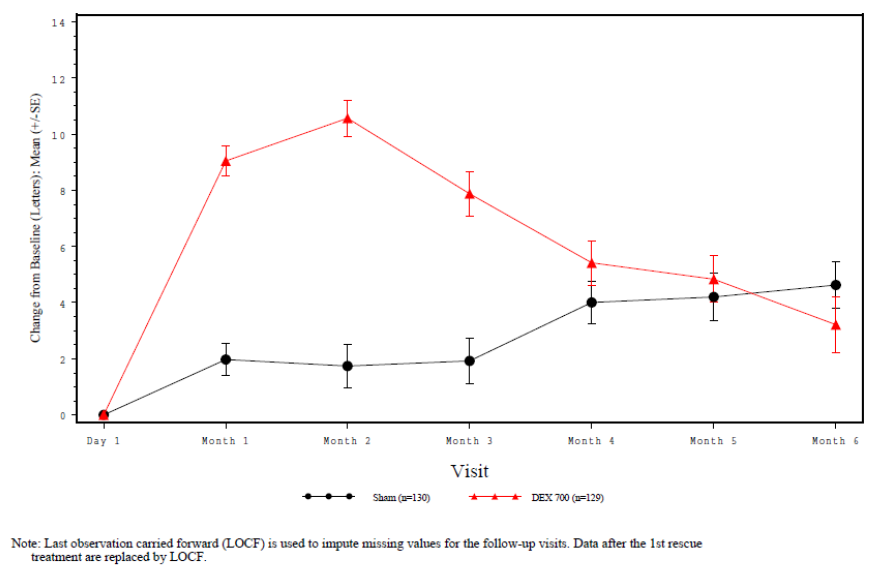 Change from Baseline (Letters): Mean (+/-SE)
14
12
10
8
6
4
2
0
Day 1 Month 1 Month 2 Month 3 Month 4 Month 5 Month 6
Visit
Sham (n=130) DEX 700 (n=129)
Note: Last observation carried forward (LOCF) is used to impute missing values for the follow-up visits. Data after the 1st rescue
treatment are replaced by LOCF.